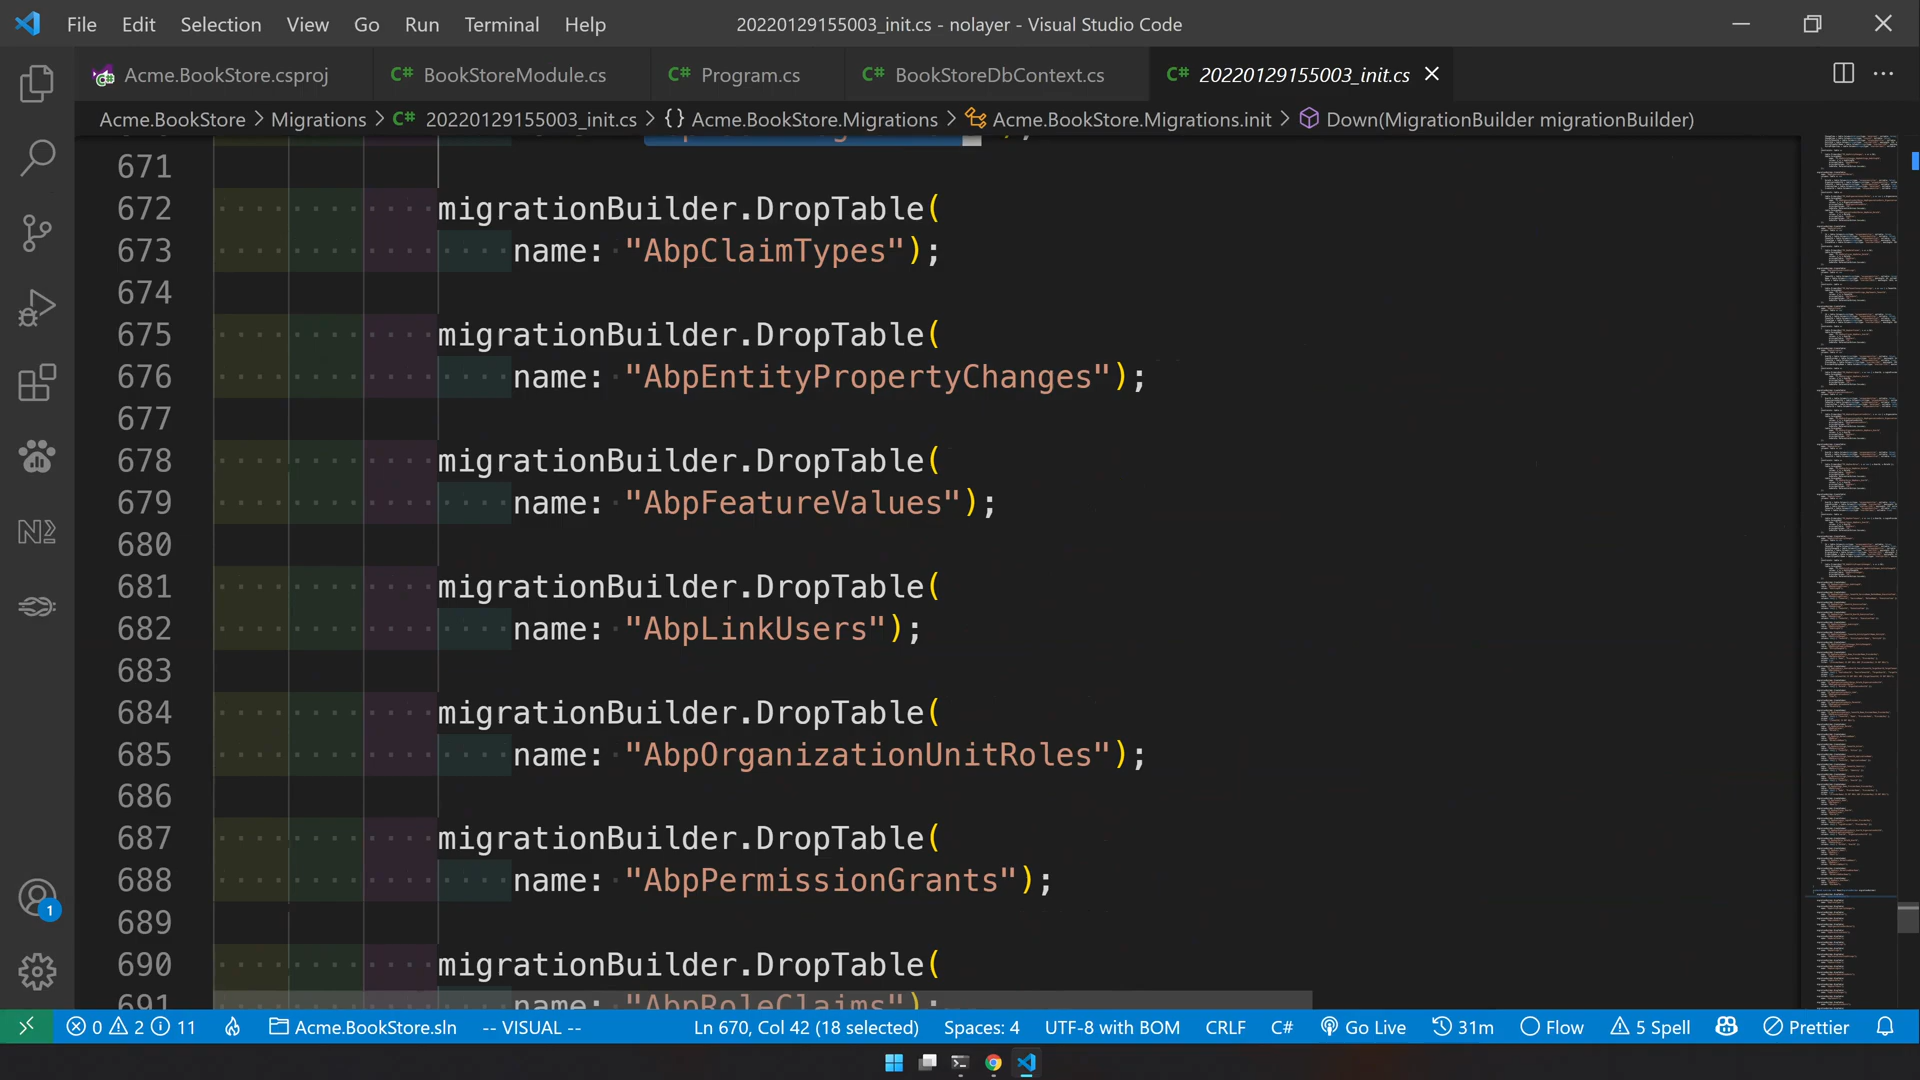 File Edit Selection View Go Run Terminal Help 20220129155003_init.cs - nolayer - Visual Studio Code
Acme.BookStore.csproj C# BookStoreModule.cs C# Program.cs C# BookStoreDbContext.cs C# 20220129155003_init.cs
Acme.BookStore > Migrations > C# 20220129155003_init.cs > {} Acme.BookStore.Migrations > Acme.BookStore.Migrations.init > Down(MigrationBuilder migrationBuilder)
671
672 migrationBuilder.DropTable(
673 name: "AbpClaimTypes");
674
675 migrationBuilder.DropTable(
676 name: "AbpEntityPropertyChanges");
677
678 migrationBuilder.DropTable(
679 name: "AbpFeatureValues");
680
681 migrationBuilder.DropTable(
682 name: "AbpLinkUsers");
683
684 migrationBuilder.DropTable(
685 name: "AbpOrganizationUnitRoles");
686
687 migrationBuilder.DropTable(
688 name: "AbpPermissionGrants");
689
690 migrationBuilder.DropTable(
691 name: "AbpRoleClaims");
1
0 2 11 Acme.BookStore.sln -- VISUAL -- Ln 670, Col 42 (18 selected) Spaces: 4 UTF-8 with BOM CRLF C# Go Live 31m Flow 5 Spell Prettier